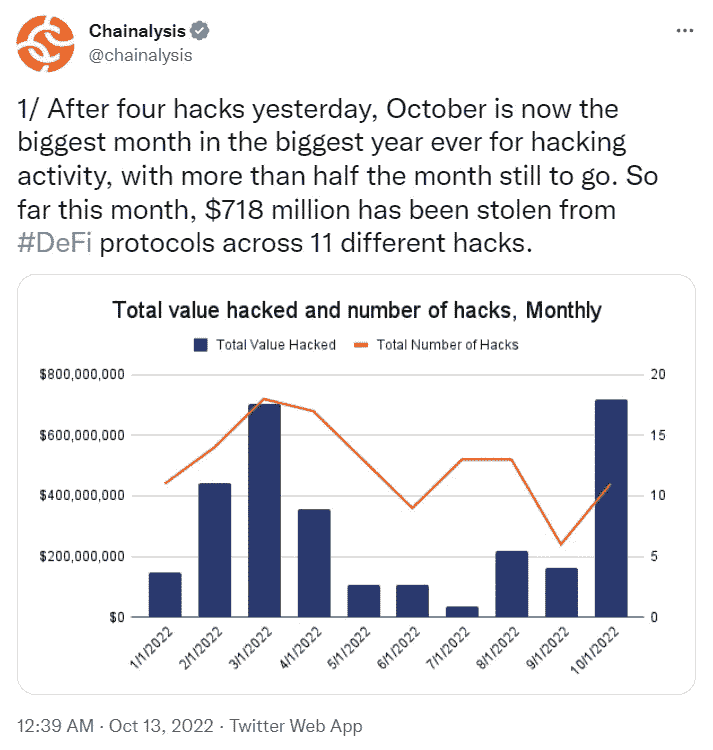 Chainalysis
@chainalysis
1/ After four hacks yesterday, October is now the
biggest month in the biggest year ever for hacking
activity, with more than half the month still to go. So
far this month, $718 million has been stolen from
#DeFi protocols across 11 different hacks.
Total value hacked and number of hacks, Monthly
Total Value Hacked Total Number of Hacks
$800,000,000 20
$600,000,000 15
$400,000,000 10
$200,000,000 5
$0 0
1/1/2022 2/1/2022 3/1/2022 4/1/2022 5/1/2022 6/1/2022 7/1/2022 8/1/2022 9/1/2022 10/1/2022
12:39 AM · Oct 13, 2022 · Twitter Web App